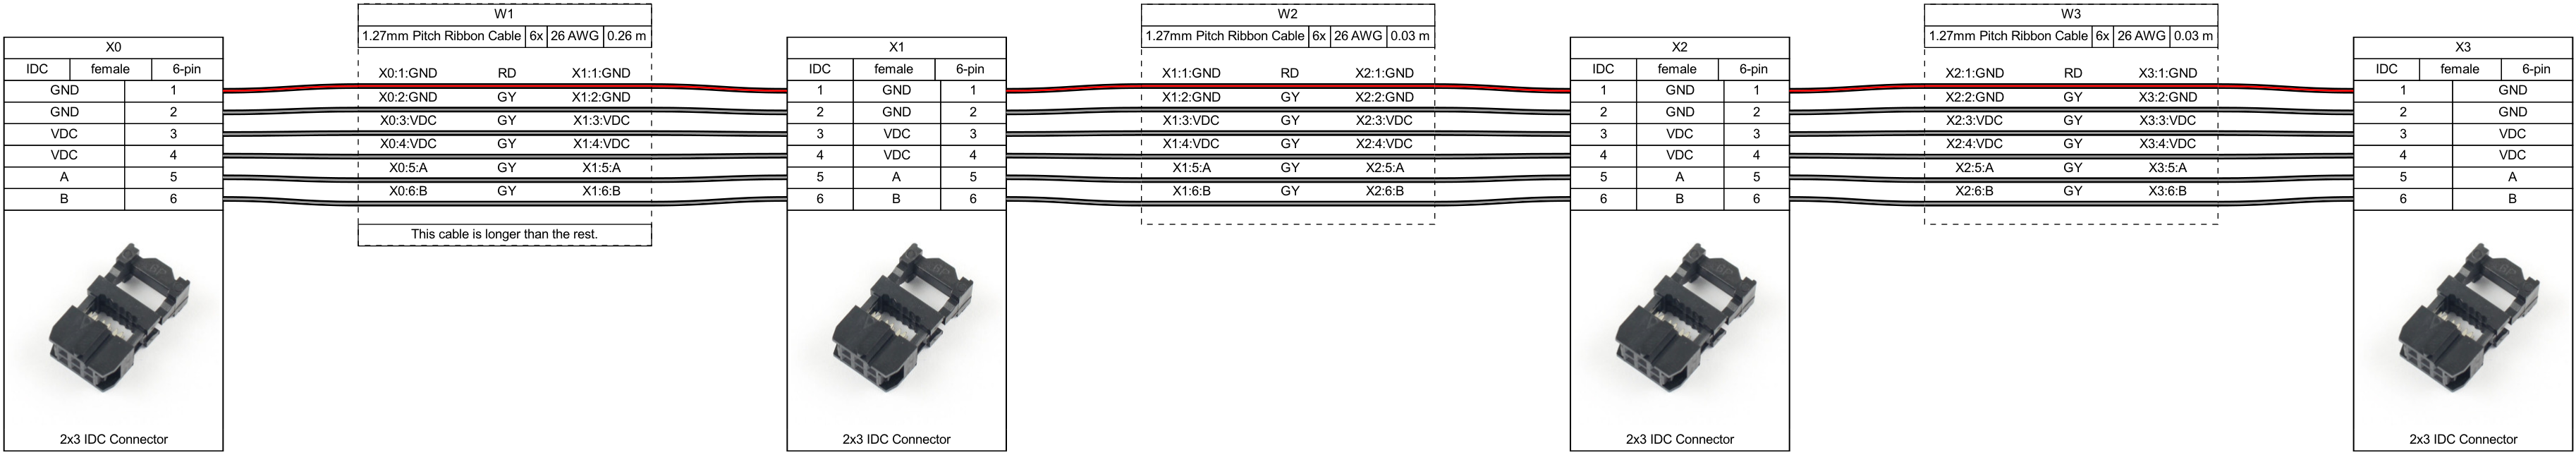 X0
IDC female 6-pin
GND 1
GND 2
VDC 3
VDC 4
A 5
B 6
2x3 IDC Connector
W1
1.27mm Pitch Ribbon Cable 6x 26 AWG 0.26 m
X0:1:GND RD X1:1:GND
X0:2:GND GY X1:2:GND
X0:3:VDC GY X1:3:VDC
X0:4:VDC GY X1:4:VDC
X0:5:A GY X1:5:A
X0:6:B GY X1:6:B
This cable is longer than the rest.
X1
IDC female 6-pin
1 GND 1
2 GND 2
3 VDC 3
4 VDC 4
5 A 5
6 B 6
2x3 IDC Connector
W2
1.27mm Pitch Ribbon Cable 6x 26 AWG 0.03 m
X1:1:GND RD X2:1:GND
X1:2:GND GY X2:2:GND
X1:3:VDC GY X2:3:VDC
X1:4:VDC GY X2:4:VDC
X1:5:A GY X2:5:A
X1:6:B GY X2:6:B
X2
IDC female 6-pin
1 GND 1
2 GND 2
3 VDC 3
4 VDC 4
5 A 5
6 B 6
2x3 IDC Connector
W3
1.27mm Pitch Ribbon Cable 6x 26 AWG 0.03 m
X2:1:GND RD X3:1:GND
X2:2:GND GY X3:2:GND
X2:3:VDC GY X3:3:VDC
X2:4:VDC GY X3:4:VDC
X2:5:A GY X3:5:A
X2:6:B GY X3:6:B
X3
IDC female 6-pin
1 GND
2 GND
3 VDC
4 VDC
5 A
6 B
2x3 IDC Connector